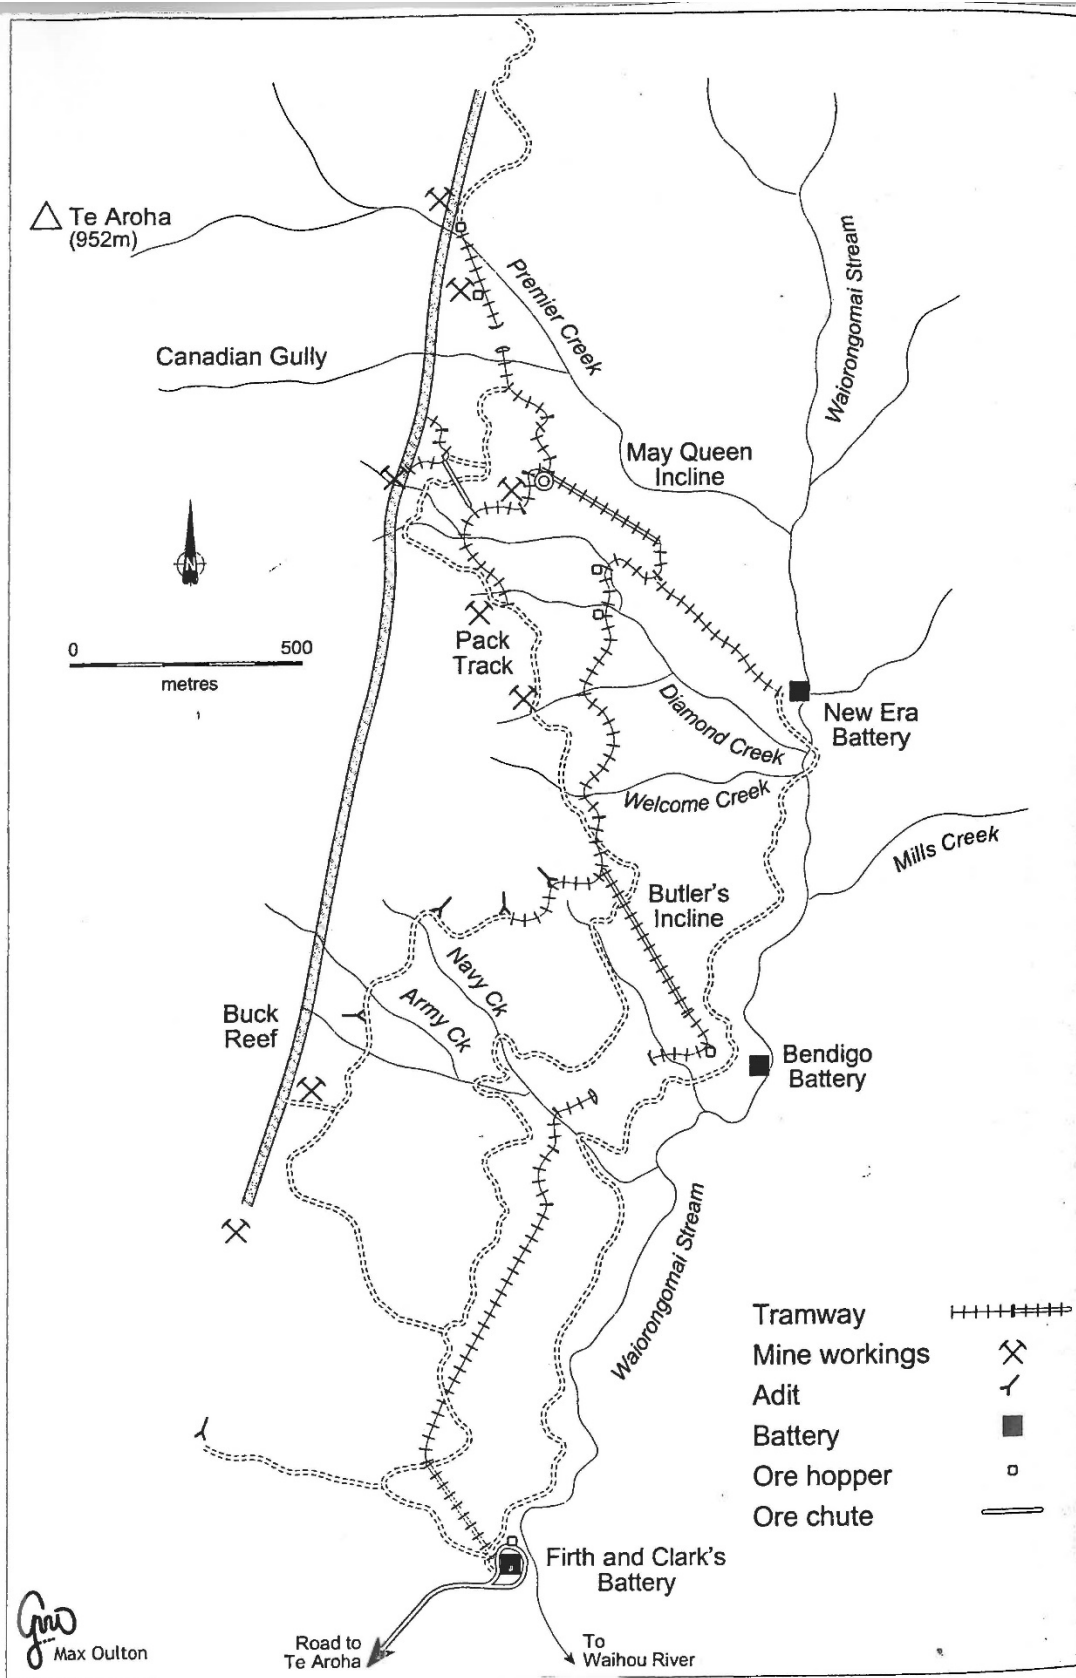 Te Aroha
(952m)
Premier Creek
Waiorongomai Stream
Canadian Gully
May Queen
Incline
N
0
500
metres
Pack
Track
Diamond Creek
New Era
Battery
Welcome Creek
Mills Creek
Butler's
Incline
Navy Ck
Army Ck
Buck
Reef
Bendigo
Battery
Waiorongomai Stream
Tramway
Mine workings
Adit
Battery
Ore hopper
Ore chute
Firth and Clark's
Battery
Max Oulton
Road to
Te Aroha
To
Waihou River